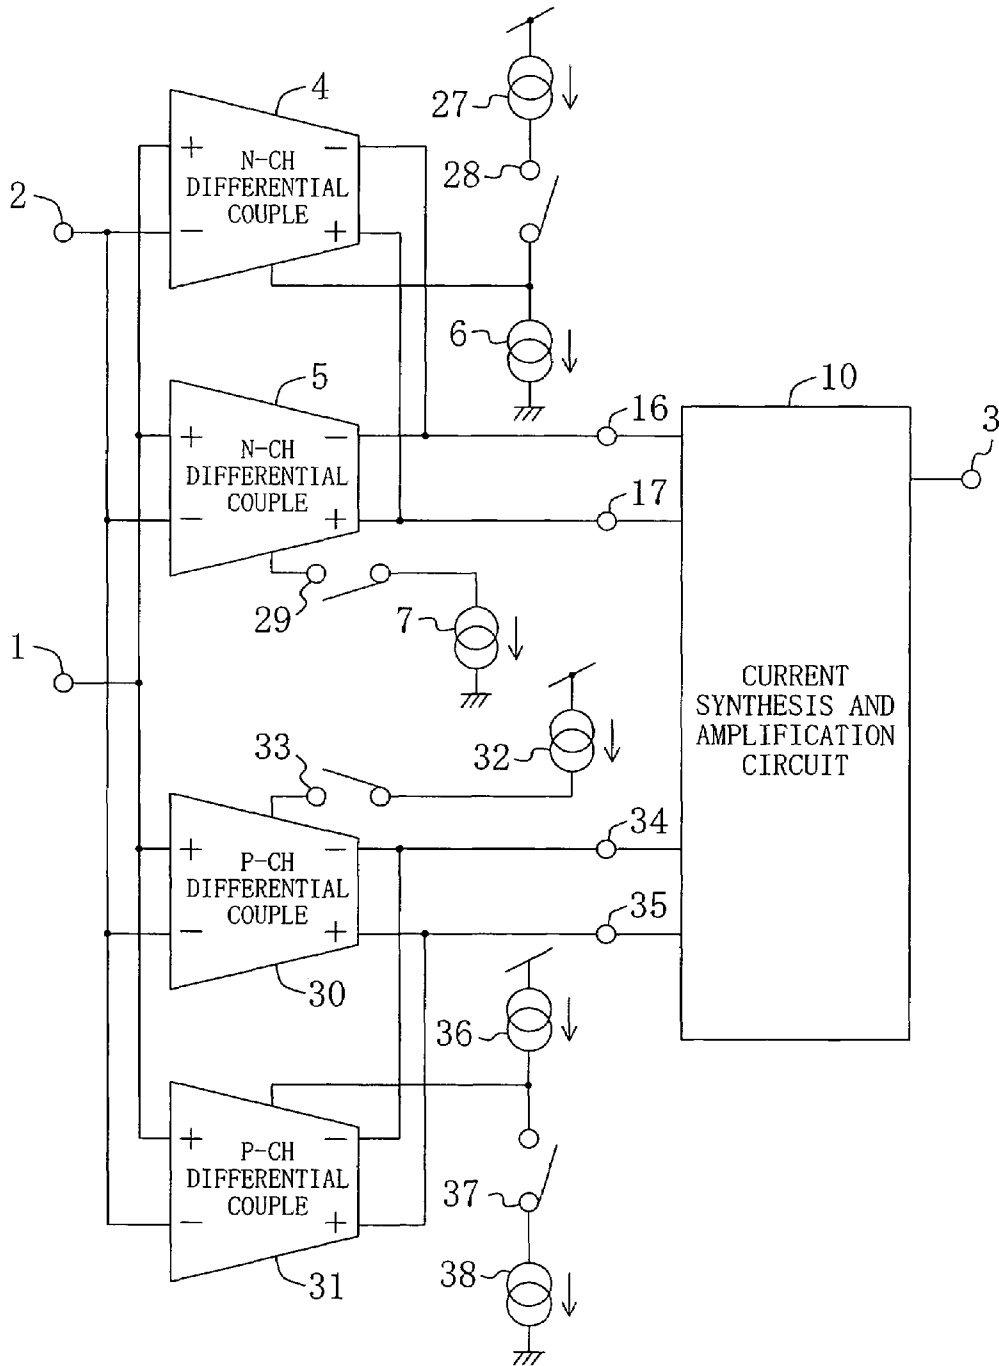 4
27
+
−
N-CH
DIFFERENTIAL
COUPLE
28
2
−
+
6
5
10
+
−
16
3
N-CH
DIFFERENTIAL
COUPLE
17
−
+
29
7
1
CURRENT
SYNTHESIS AND
AMPLIFICATION
CIRCUIT
33
32
34
+
−
P-CH
DIFFERENTIAL
COUPLE
35
−
+
30
36
+
−
P-CH
DIFFERENTIAL
COUPLE
37
−
+
31
38